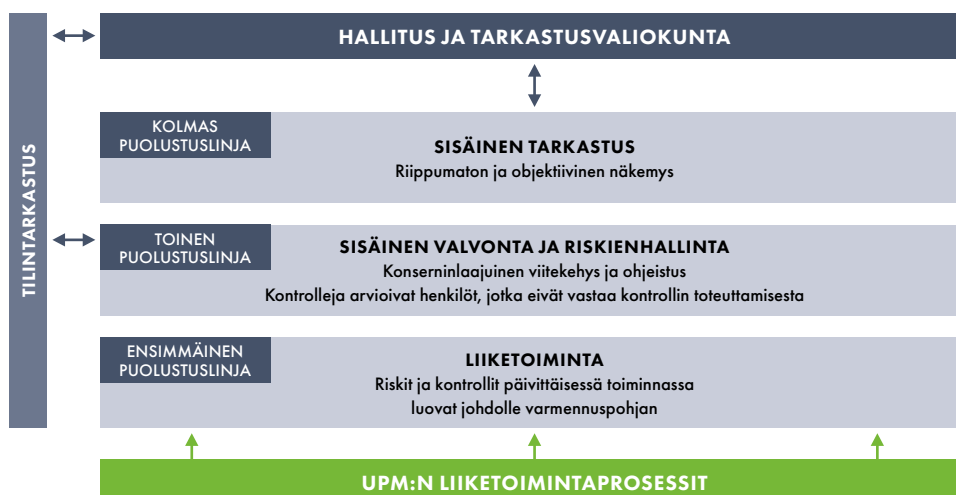 TILINTARKASTUS
HALLITUS JA TARKASTUSVALIOKUNTA
KOLMAS
PUOLUSTUSLINJA
SISÄINEN TARKASTUS
Riippumaton ja objektiivinen näkemys
TOINEN
PUOLUSTUSLINJA
SISÄINEN VALVONTA JA RISKIENHALLINTA
Konserninlaajuinen viitekehys ja ohjeistus
Kontrolleja arvioivat henkilöt, jotka eivät vastaa kontrollin toteuttamisesta
ENSIMMÄINEN
PUOLUSTUSLINJA
LIIKETOIMINTA
Riskit ja kontrollit päivittäisessä toiminnassa
luovat johdolle varmennuspohjan
UPM:N LIIKETOIMINTAPROSESSIT